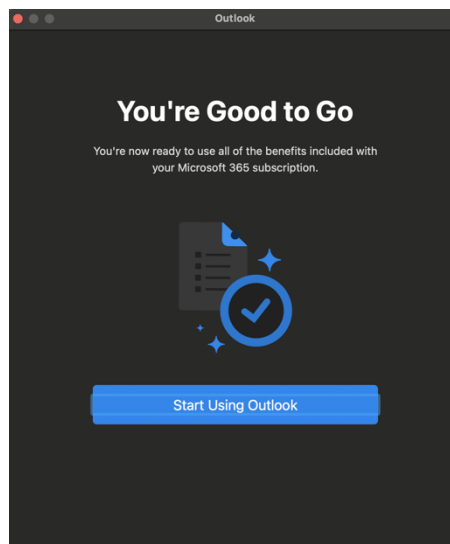 Outlook
You're Good to Go
You're now ready to use all of the benefits included with
your Microsoft 365 subscription.
Start Using Outlook